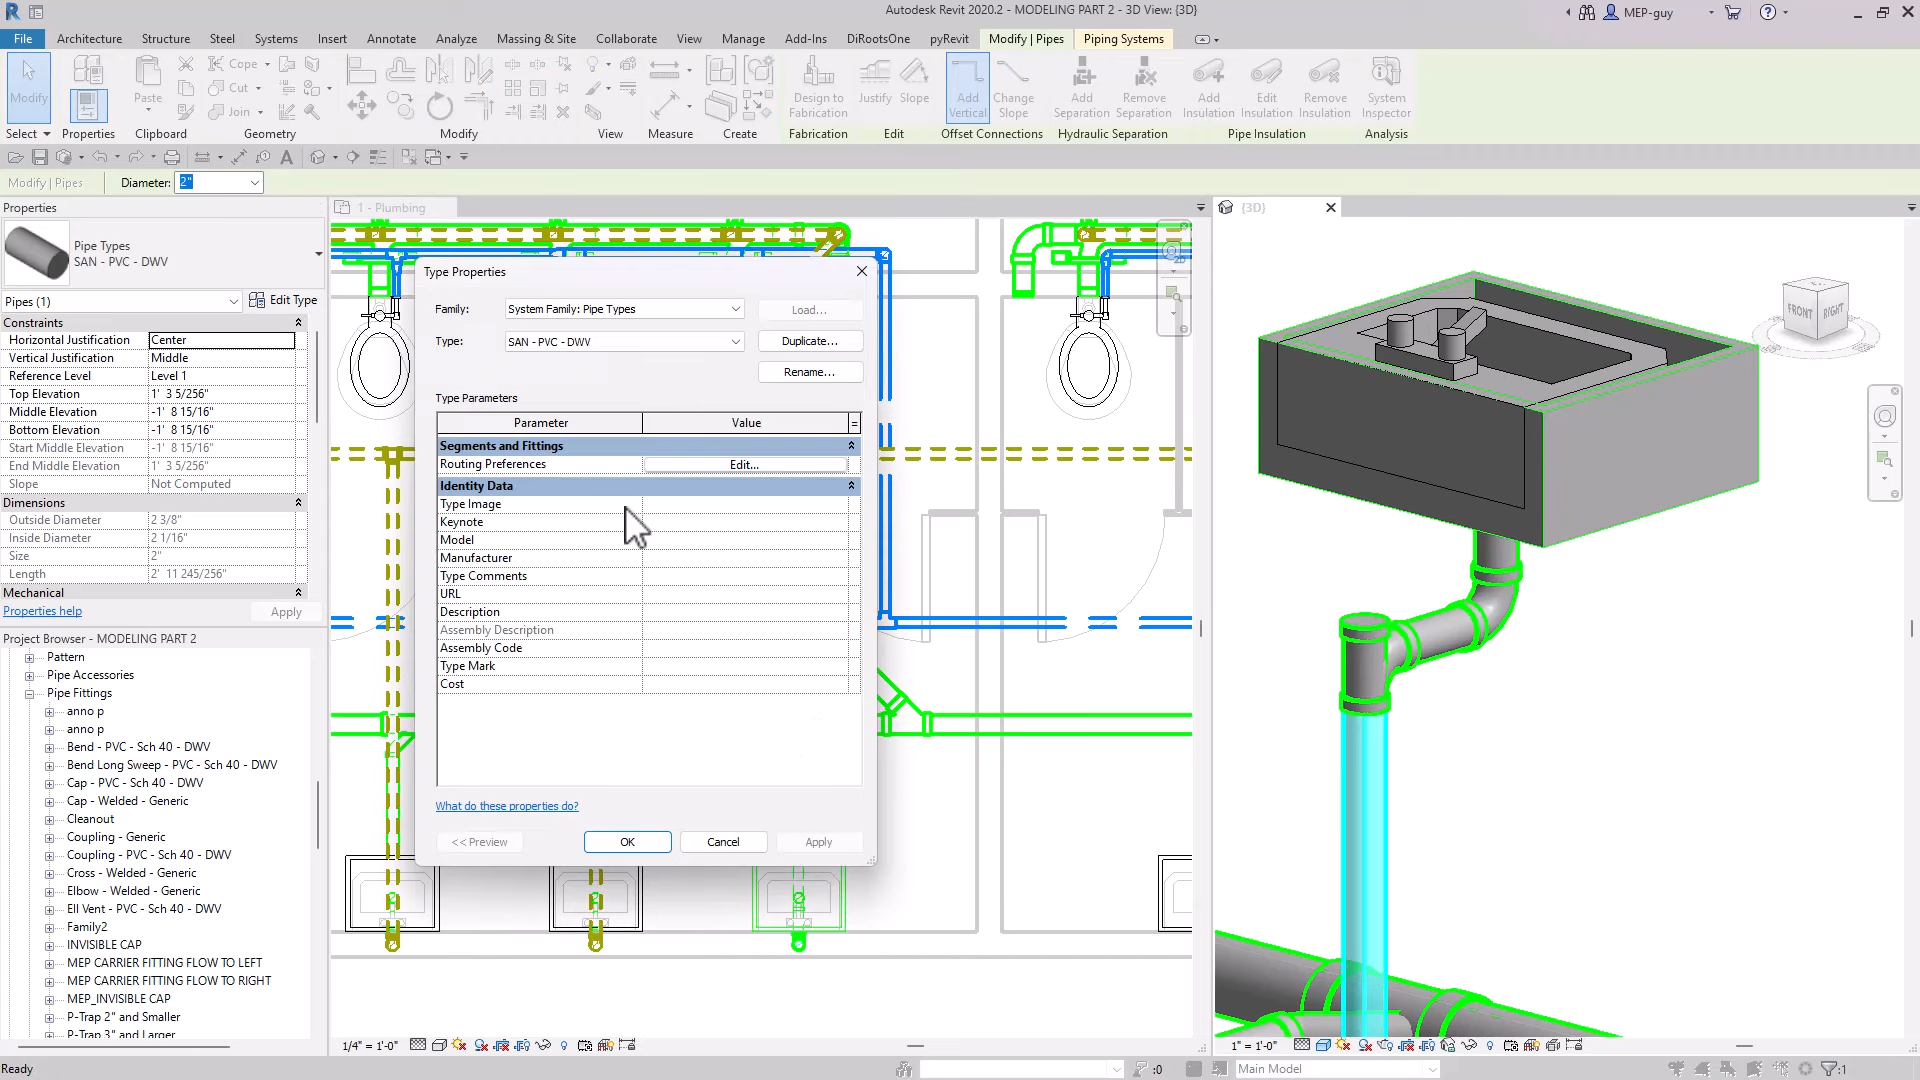 Autodesk Revit 2020.2 - MODELING PART 2 - 3D View: {3D}
MEP-guy
File Architecture Structure Steel Systems Insert Annotate Analyze Massing & Site Collaborate View Manage Add-Ins DiRootsOne pyRevit Modify | Pipes Piping Systems
Modify
Paste
Cope
Cut
Join
Design to Fabrication
Justify
Slope
Add Vertical
Change Slope
Add Separation
Remove Separation
Add Insulation
Edit Insulation
Remove Insulation
System Inspector
Select Properties Clipboard Geometry Modify View Measure Create Fabrication Edit Offset Connections Hydraulic Separation Pipe Insulation Analysis
Modify | Pipes Diameter: 2"
Properties
1 - Plumbing
{3D}
Pipe Types
SAN - PVC - DWV
Pipes (1) Edit Type
Constraints
Horizontal Justification Center
Vertical Justification Middle
Reference Level Level 1
Top Elevation 1' 3 5/256"
Middle Elevation -1' 8 15/16"
Bottom Elevation -1' 8 15/16"
Start Middle Elevation -1' 8 15/16"
End Middle Elevation 1' 3 5/256"
Slope Not Computed
Dimensions
Outside Diameter 2 3/8"
Inside Diameter 2 1/16"
Size 2"
Length 2' 11 245/256"
Mechanical
Properties help Apply
Project Browser - MODELING PART 2
Pattern
Pipe Accessories
Pipe Fittings
anno p
anno p
Bend - PVC - Sch 40 - DWV
Bend Long Sweep - PVC - Sch 40 - DWV
Cap - PVC - Sch 40 - DWV
Cap - Welded - Generic
Cleanout
Coupling - Generic
Coupling - PVC - Sch 40 - DWV
Cross - Welded - Generic
Elbow - Welded - Generic
Ell Vent - PVC - Sch 40 - DWV
Family2
INVISIBLE CAP
MEP CARRIER FITTING FLOW TO LEFT
MEP CARRIER FITTING FLOW TO RIGHT
MEP_INVISIBLE CAP
P-Trap 2" and Smaller
P-Trap 3" and Larger
Type Properties
Family: System Family: Pipe Types Load...
Type: SAN - PVC - DWV Duplicate...
Rename...
Type Parameters
Parameter Value =
Segments and Fittings
Routing Preferences Edit...
Identity Data
Type Image
Keynote
Model
Manufacturer
Type Comments
URL
Description
Assembly Description
Assembly Code
Type Mark
Cost
What do these properties do?
<< Preview OK Cancel Apply
FRONT RIGHT
1/4" = 1'-0"
1" = 1'-0"
Ready
:0
Main Model
:1